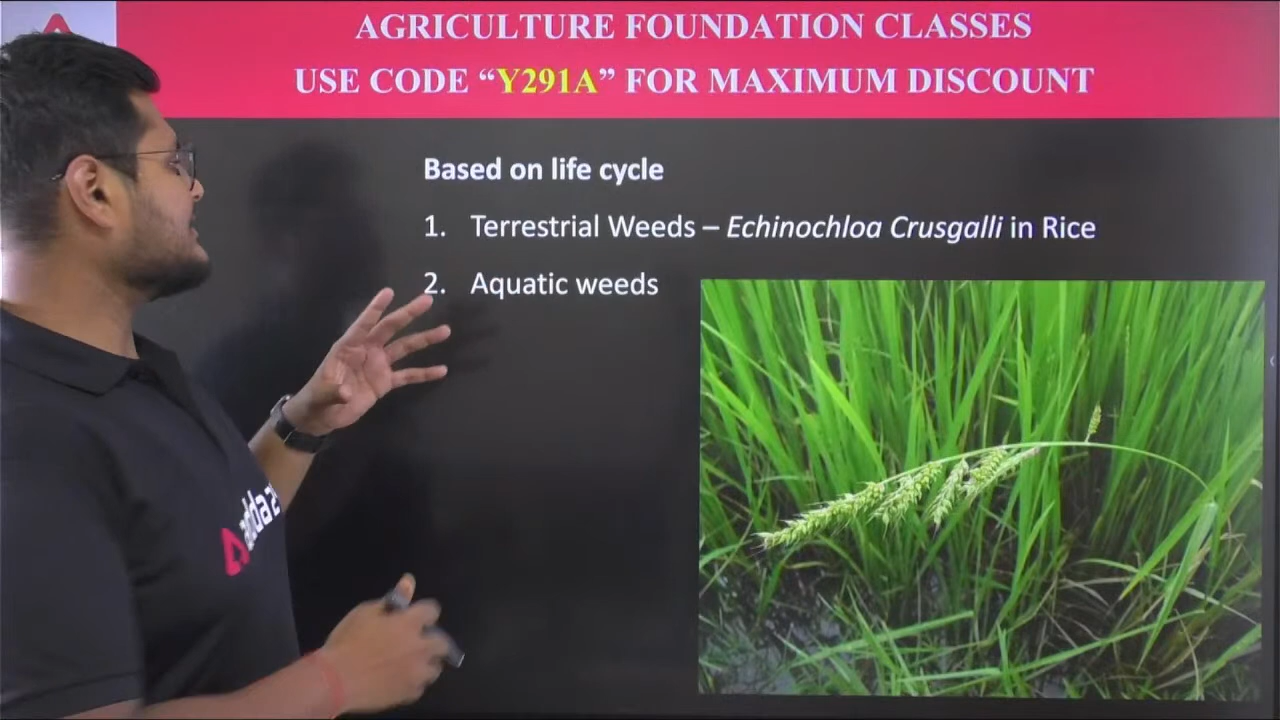 AGRICULTURE FOUNDATION CLASSES
USE CODE “Y291A” FOR MAXIMUM DISCOUNT
Based on life cycle
1. Terrestrial Weeds – Echinochloa Crusgalli in Rice
2. Aquatic weeds